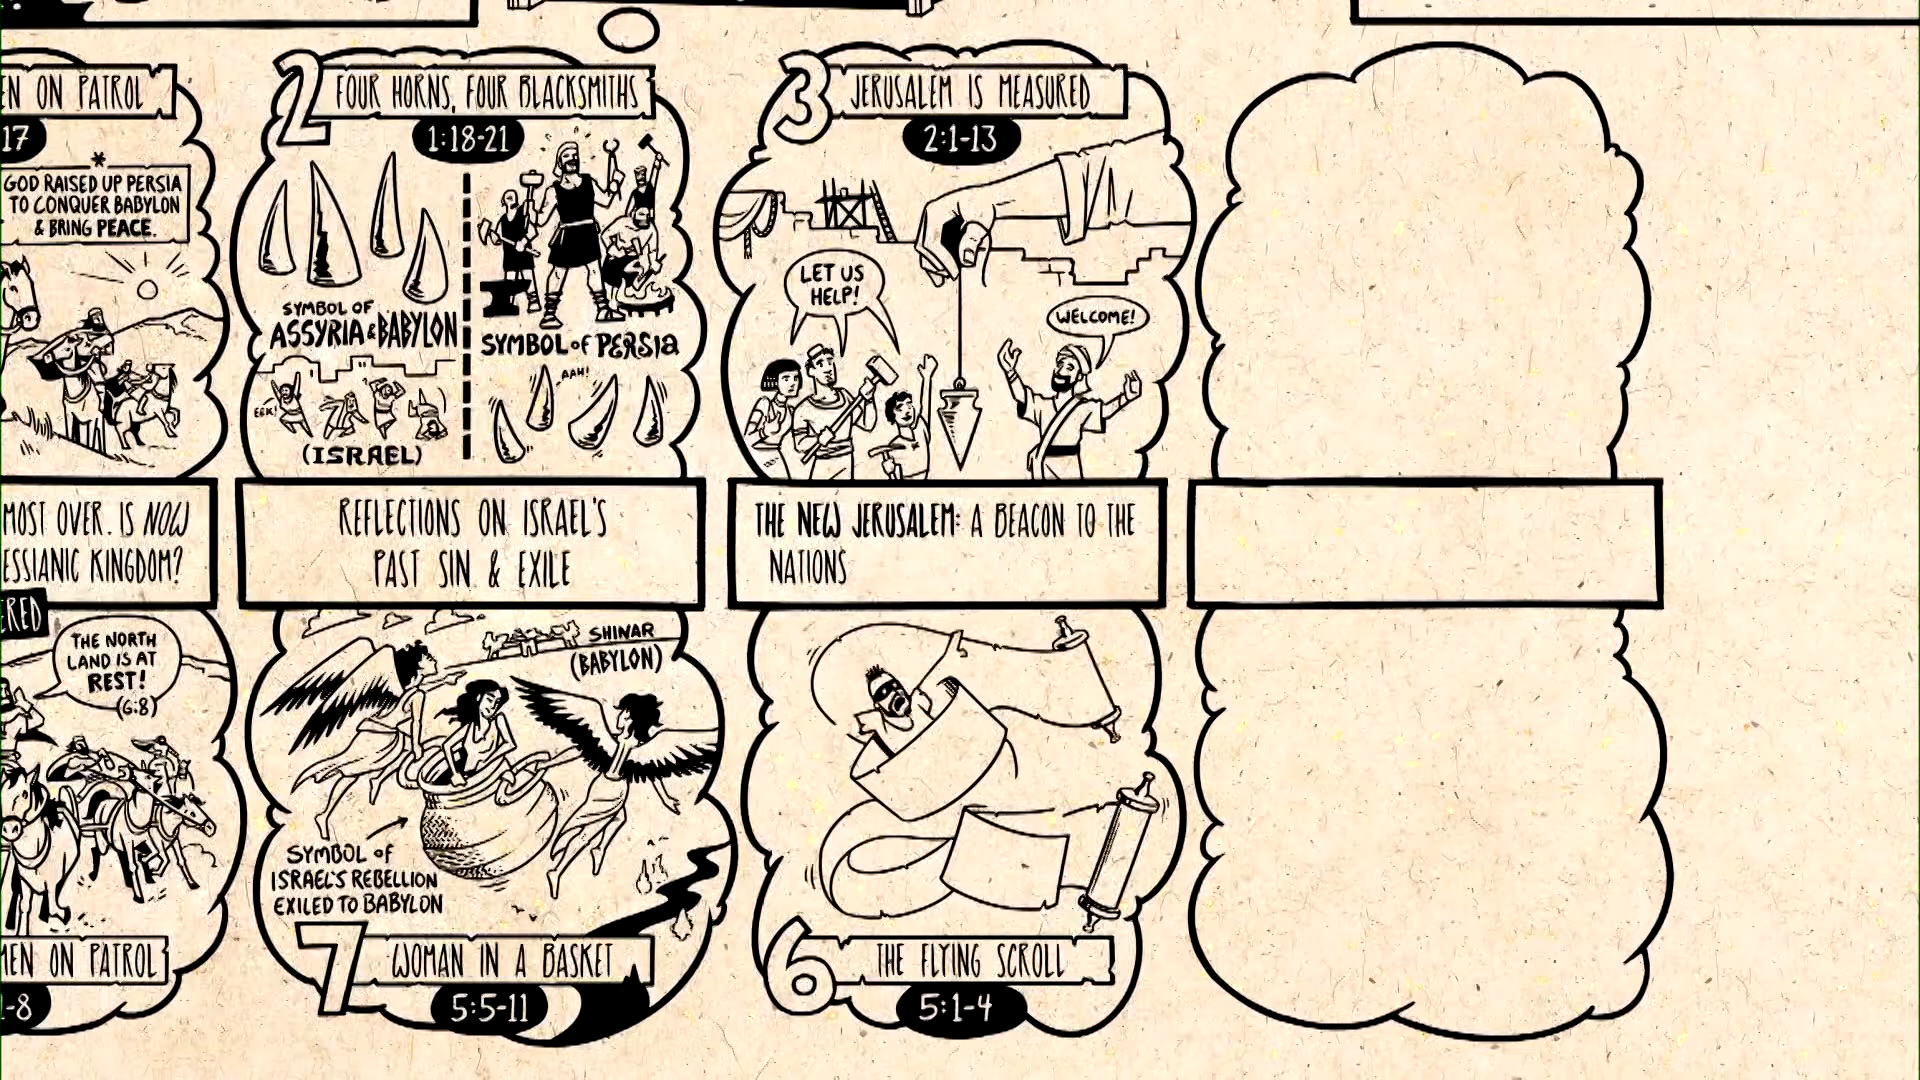 EN ON PATROL
17
*
GOD RAISED UP PERSIA
TO CONQUER BABYLON
& BRING PEACE.
2
FOUR HORNS, FOUR BLACKSMITHS
1:18-21
SYMBOL OF
ASSYRIA & BABYLON
EEK!
(ISRAEL)
SYMBOL OF PERSIA
AAH!
3
JERUSALEM IS MEASURED
2:1-13
LET US
HELP!
WELCOME!
MOST OVER. IS NOW
ESSIANIC KINGDOM?
REFLECTIONS ON ISRAEL'S
PAST SIN & EXILE
THE NEW JERUSALEM: A BEACON TO THE
NATIONS
ERED
THE NORTH
LAND IS AT
REST!
(6:8)
MEN ON PATROL
-8
SHINAR
(BABYLON)
SYMBOL OF
ISRAEL'S REBELLION
EXILED TO BABYLON
7
WOMAN IN A BASKET
5:5-11
6
THE FLYING SCROLL
5:1-4